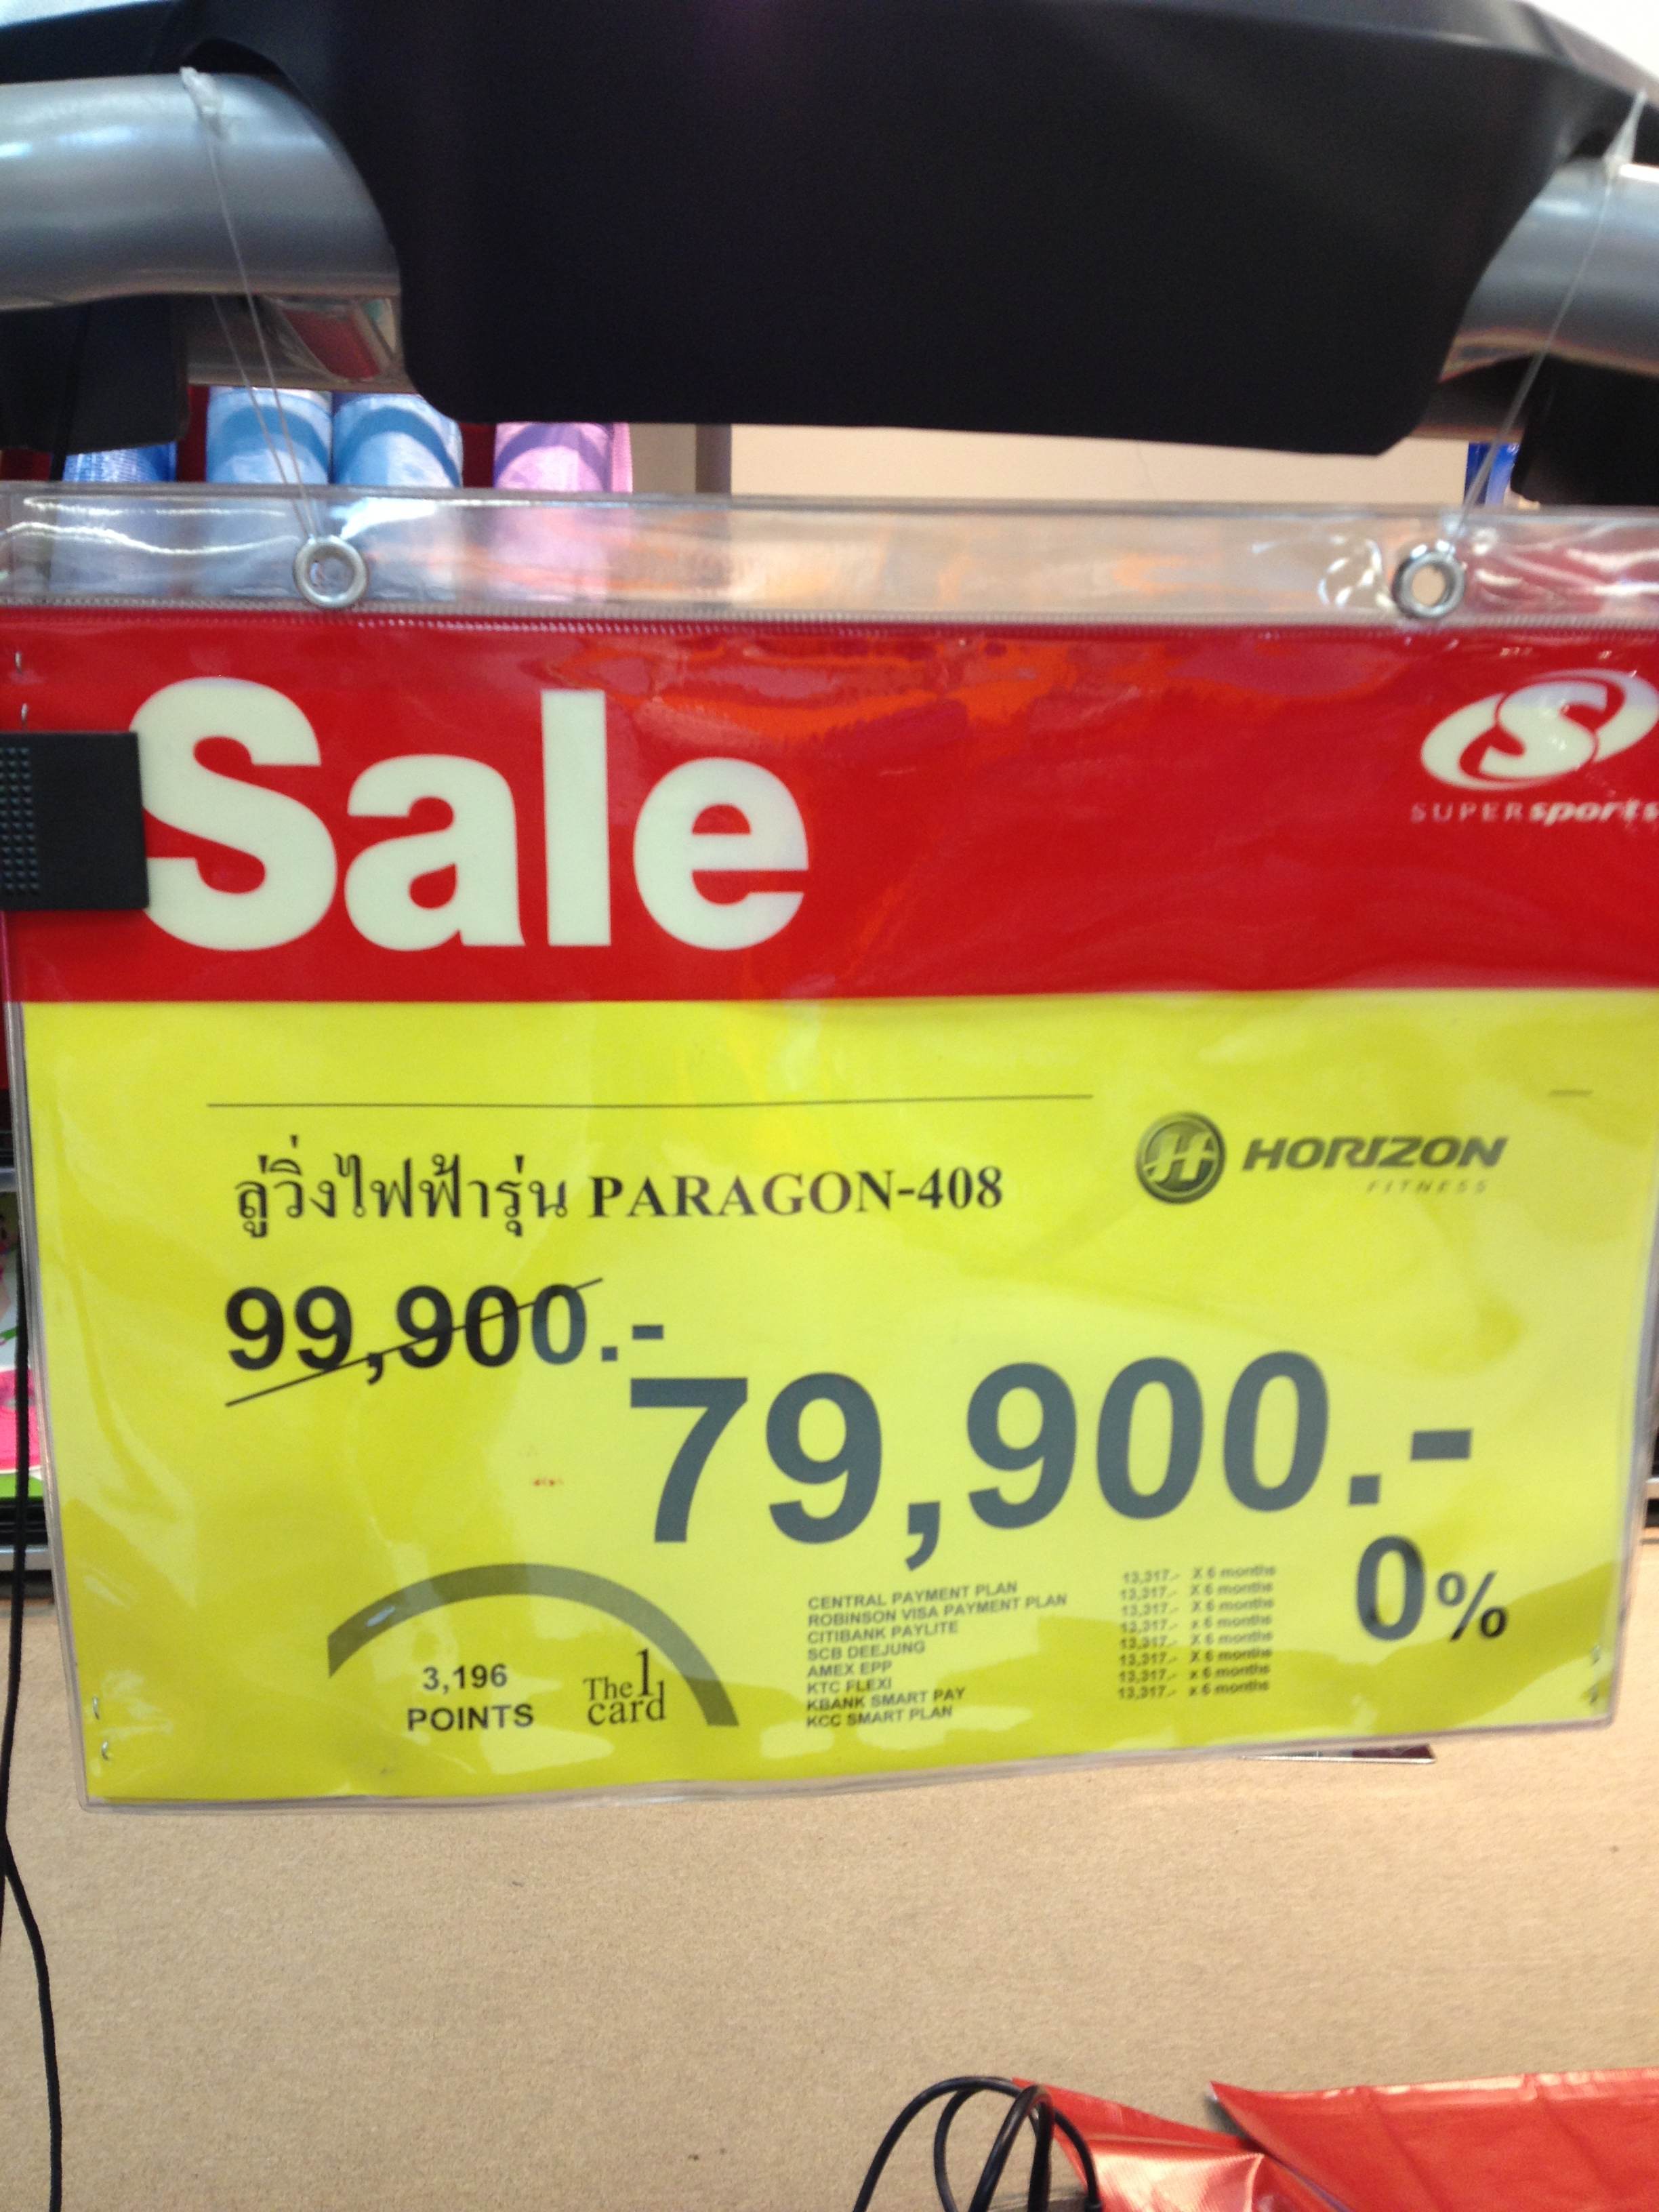 Sale
SUPERsports
HORIZON
FITNESS
ลู่วิ่งไฟฟ้ารุ่น PARAGON-408
99,900.-
79,900.-
0%
CENTRAL PAYMENT PLAN 13,317.- X 6 months
ROBINSON VISA PAYMENT PLAN 13,317.- X 6 months
CITIBANK PAYLITE 13,317.- X 6 months
SCB DEEJUNG 13,317.- X 6 months
AMEX EPP 13,317.- X 6 months
KTC FLEXI 13,317.- X 6 months
KBANK SMART PAY 13,317.- x 6 months
KCC SMART PLAN 13,317.- x 6 months
3,196
POINTS
The 1
card